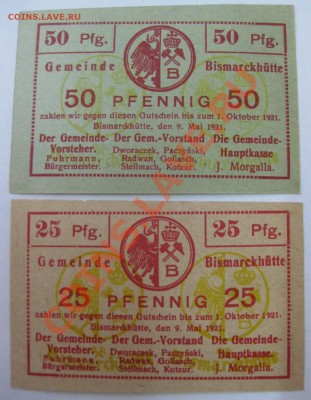 COINS.LAVE.RU
50 Pfg. 50 Pfg.
Gemeinde Bismarckhütte
B
50 PFENNIG 50
zahlen wir gegen diesen Gutschein bis zum 1. Oktober 1921.
Bismarckhütte, den 9. Mai 1921.
Der Gemeinde- Der Gem.-Vorstand Die Gemeinde-
Vorsteher. Dworaczek, Paczyński, Hauptkasse
Fuhrmann, Radwan, Gollasch,
Bürgermeister. Stellmach, Kotzur. J. Morgalla.
25 Pfg. 25 Pfg.
Gemeinde Bismarckhütte
B
25 PFENNIG 25
zahlen wir gegen diesen Gutschein bis zum 1. Oktober 1921.
Bismarckhütte, den 9. Mai 1921.
Der Gemeinde- Der Gem.-Vorstand Die Gemeinde-
Vorsteher. Dworaczek, Paczyński, Hauptkasse
Fuhrmann, Radwan, Gollasch,
Bürgermeister. Stellmach, Kotzur. J. Morgalla.